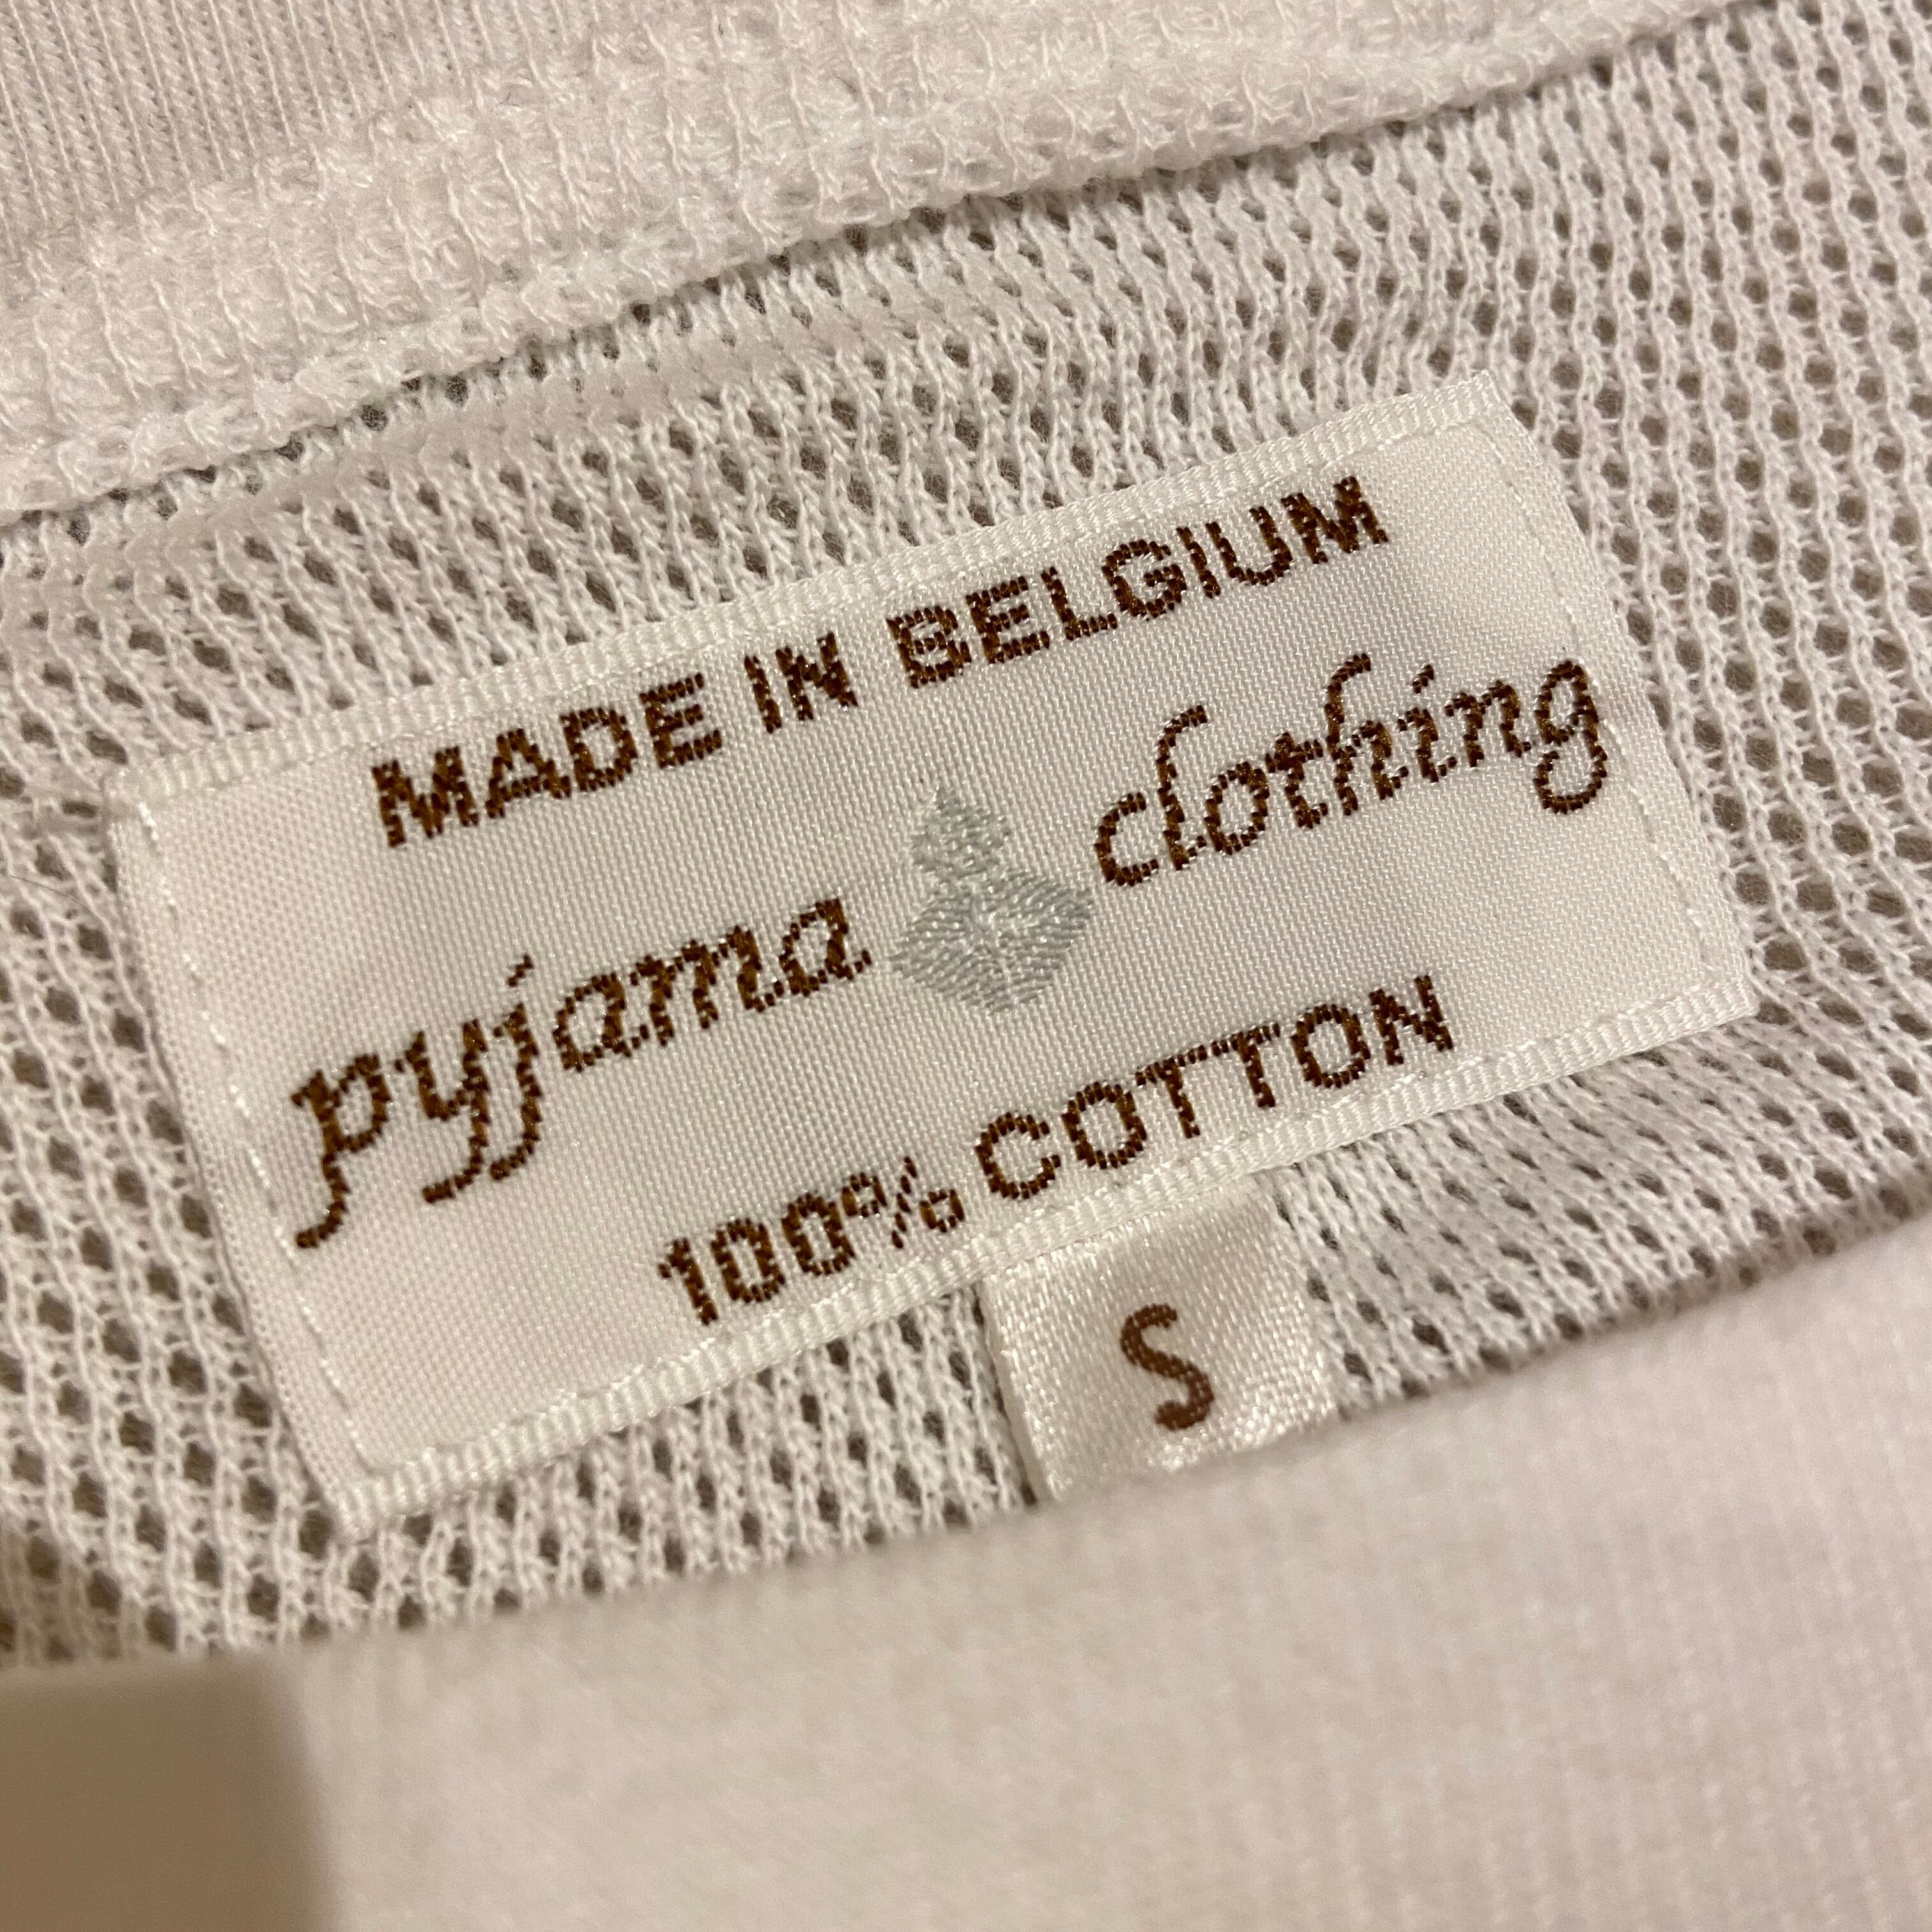 MADE IN BELGIUM
pyjama clothing
100% COTTON
S